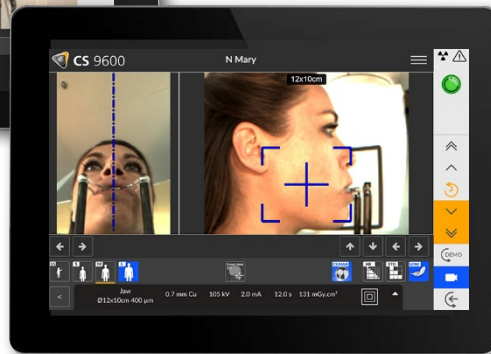 CS 9600
N Mary
12x10cm
DEMO
S
M
L
Jaw
Ø12x10cm 400 µm
0.7 mm Cu
105 kV
2.0 mA
12.0 s
131 mGy.cm²